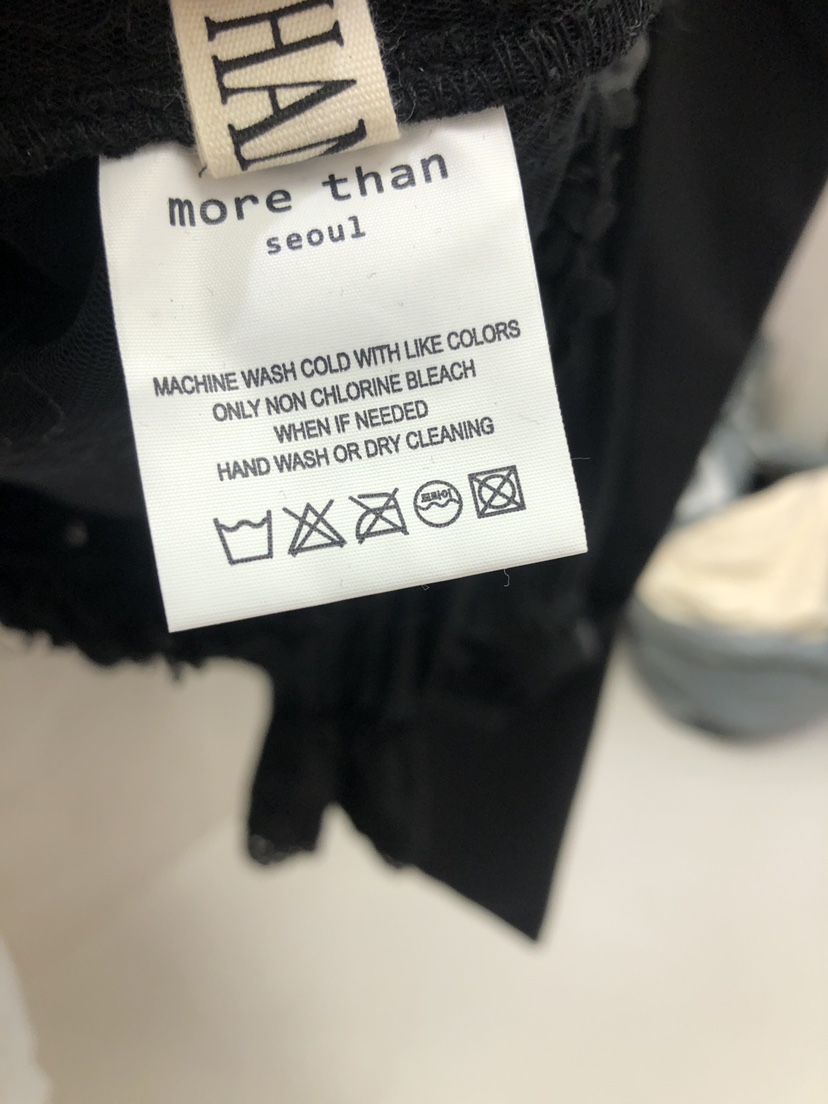 HAN
more than
seoul
MACHINE WASH COLD WITH LIKE COLORS
ONLY NON CHLORINE BLEACH
WHEN IF NEEDED
HAND WASH OR DRY CLEANING
드라이